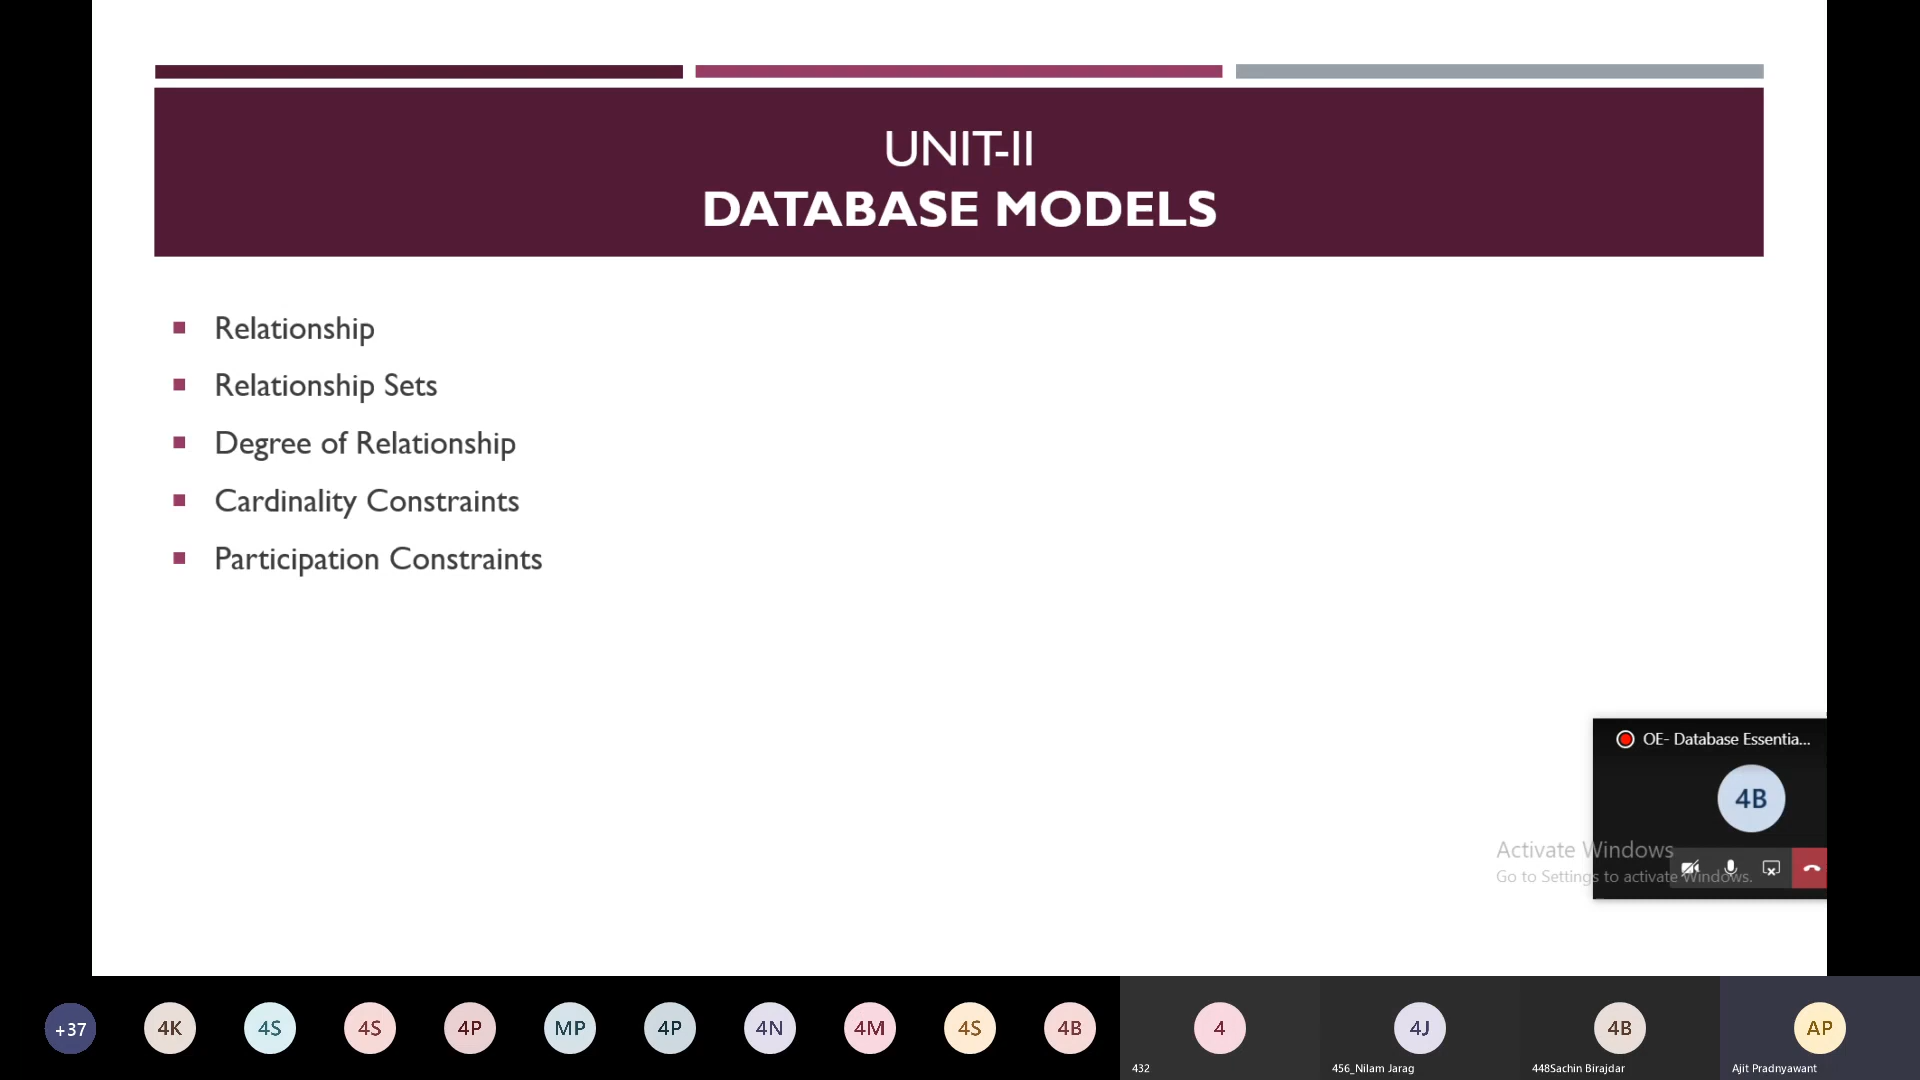 UNIT-II
DATABASE MODELS
Relationship
Relationship Sets
Degree of Relationship
Cardinality Constraints
Participation Constraints
OE- Database Essentia...
4B
Activate Windows
Go to Settings to activate Windows.
+37
4K
4S
4S
4P
MP
4P
4N
4M
4S
4B
4
4J
4B
AP
432
456_Nilam Jarag
448Sachin Birajdar
Ajit Pradnyawant